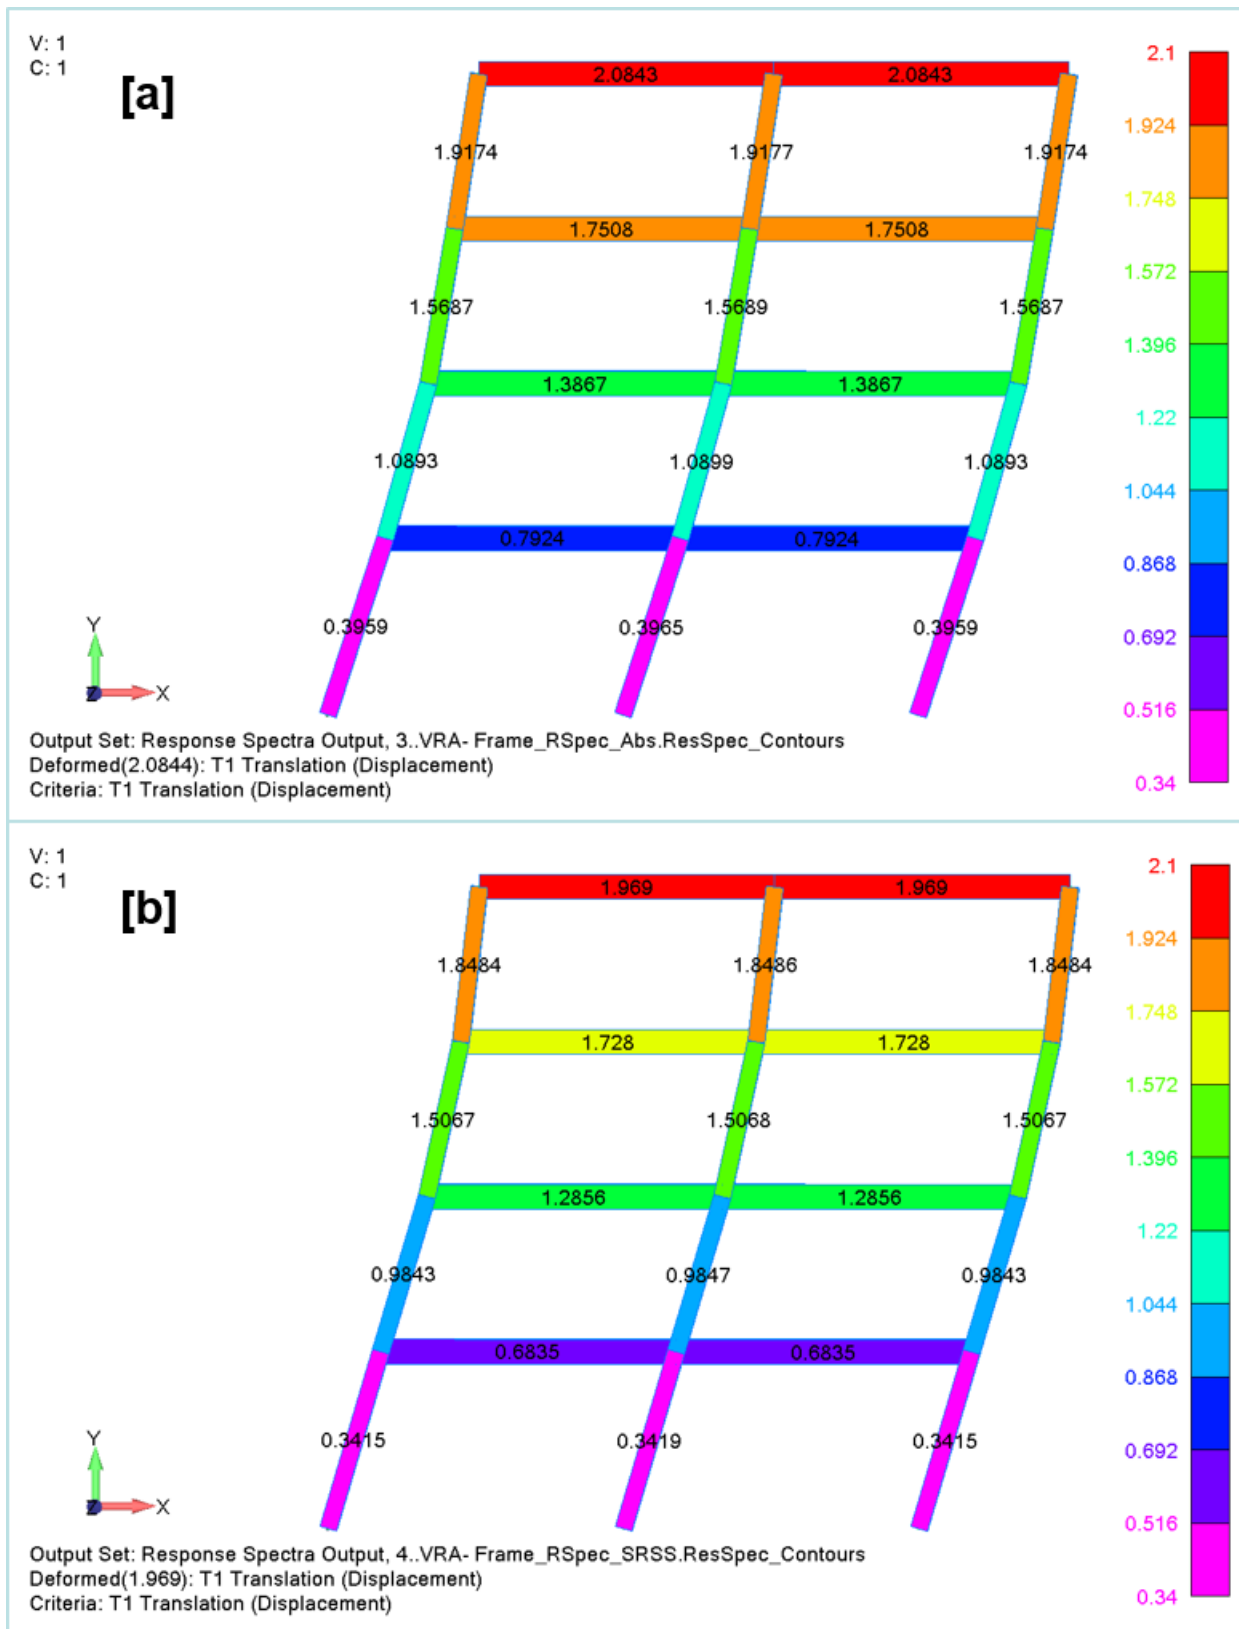 V: 1
C: 1
[a]
2.0843 2.0843
1.9174 1.9177 1.9174
1.7508 1.7508
1.5687 1.5689 1.5687
1.3867 1.3867
1.0893 1.0899 1.0893
0.7924 0.7924
0.3959 0.3965 0.3959
2.1
1.924
1.748
1.572
1.396
1.22
1.044
0.868
0.692
0.516
0.34
Y
Z X
Output Set: Response Spectra Output, 3..VRA- Frame_RSpec_Abs.ResSpec_Contours
Deformed(2.0844): T1 Translation (Displacement)
Criteria: T1 Translation (Displacement)
V: 1
C: 1
[b]
1.969 1.969
1.8484 1.8486 1.8484
1.728 1.728
1.5067 1.5068 1.5067
1.2856 1.2856
0.9843 0.9847 0.9843
0.6835 0.6835
0.3415 0.3419 0.3415
2.1
1.924
1.748
1.572
1.396
1.22
1.044
0.868
0.692
0.516
0.34
Y
Z X
Output Set: Response Spectra Output, 4..VRA- Frame_RSpec_SRSS.ResSpec_Contours
Deformed(1.969): T1 Translation (Displacement)
Criteria: T1 Translation (Displacement)